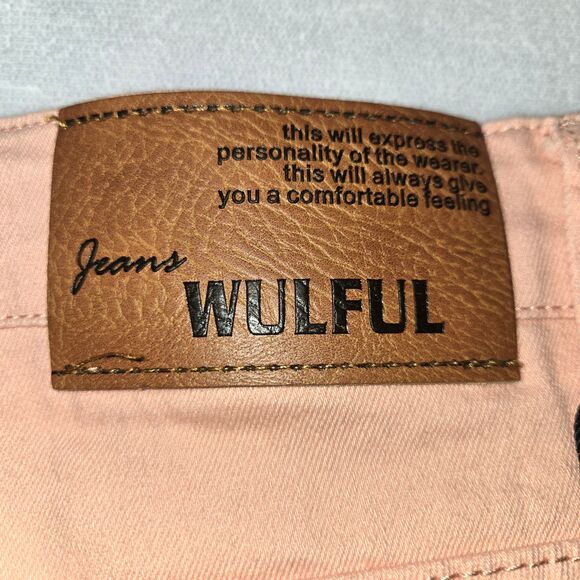 this will express the
personality of the wearer.
this will always give
you a comfortable feeling
Jeans
WULFUL